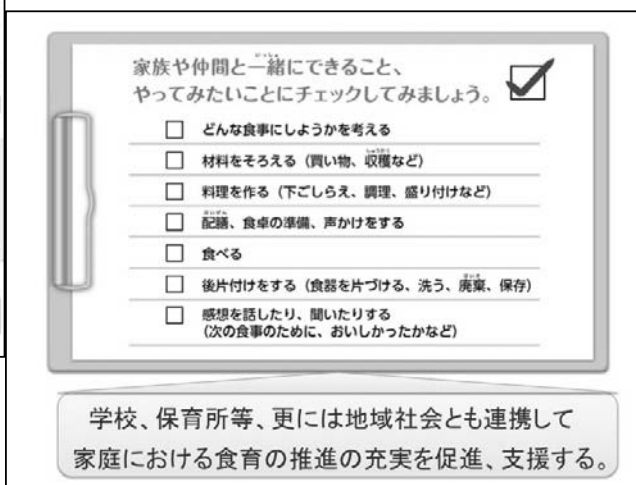 家族や仲間と一緒にできること、
やってみたいことにチェックしてみましょう。
どんな食事にしようかを考える
材料をそろえる（買い物、収穫など）
料理を作る（下ごしらえ、調理、盛り付けなど）
配膳、食卓の準備、声かけをする
食べる
後片付けをする（食器を片づける、洗う、廃棄、保存）
感想を話したり、聞いたりする
（次の食事のために、おいしかったかなど）
学校、保育所等、更には地域社会とも連携して
家庭における食育の推進の充実を促進、支援する。